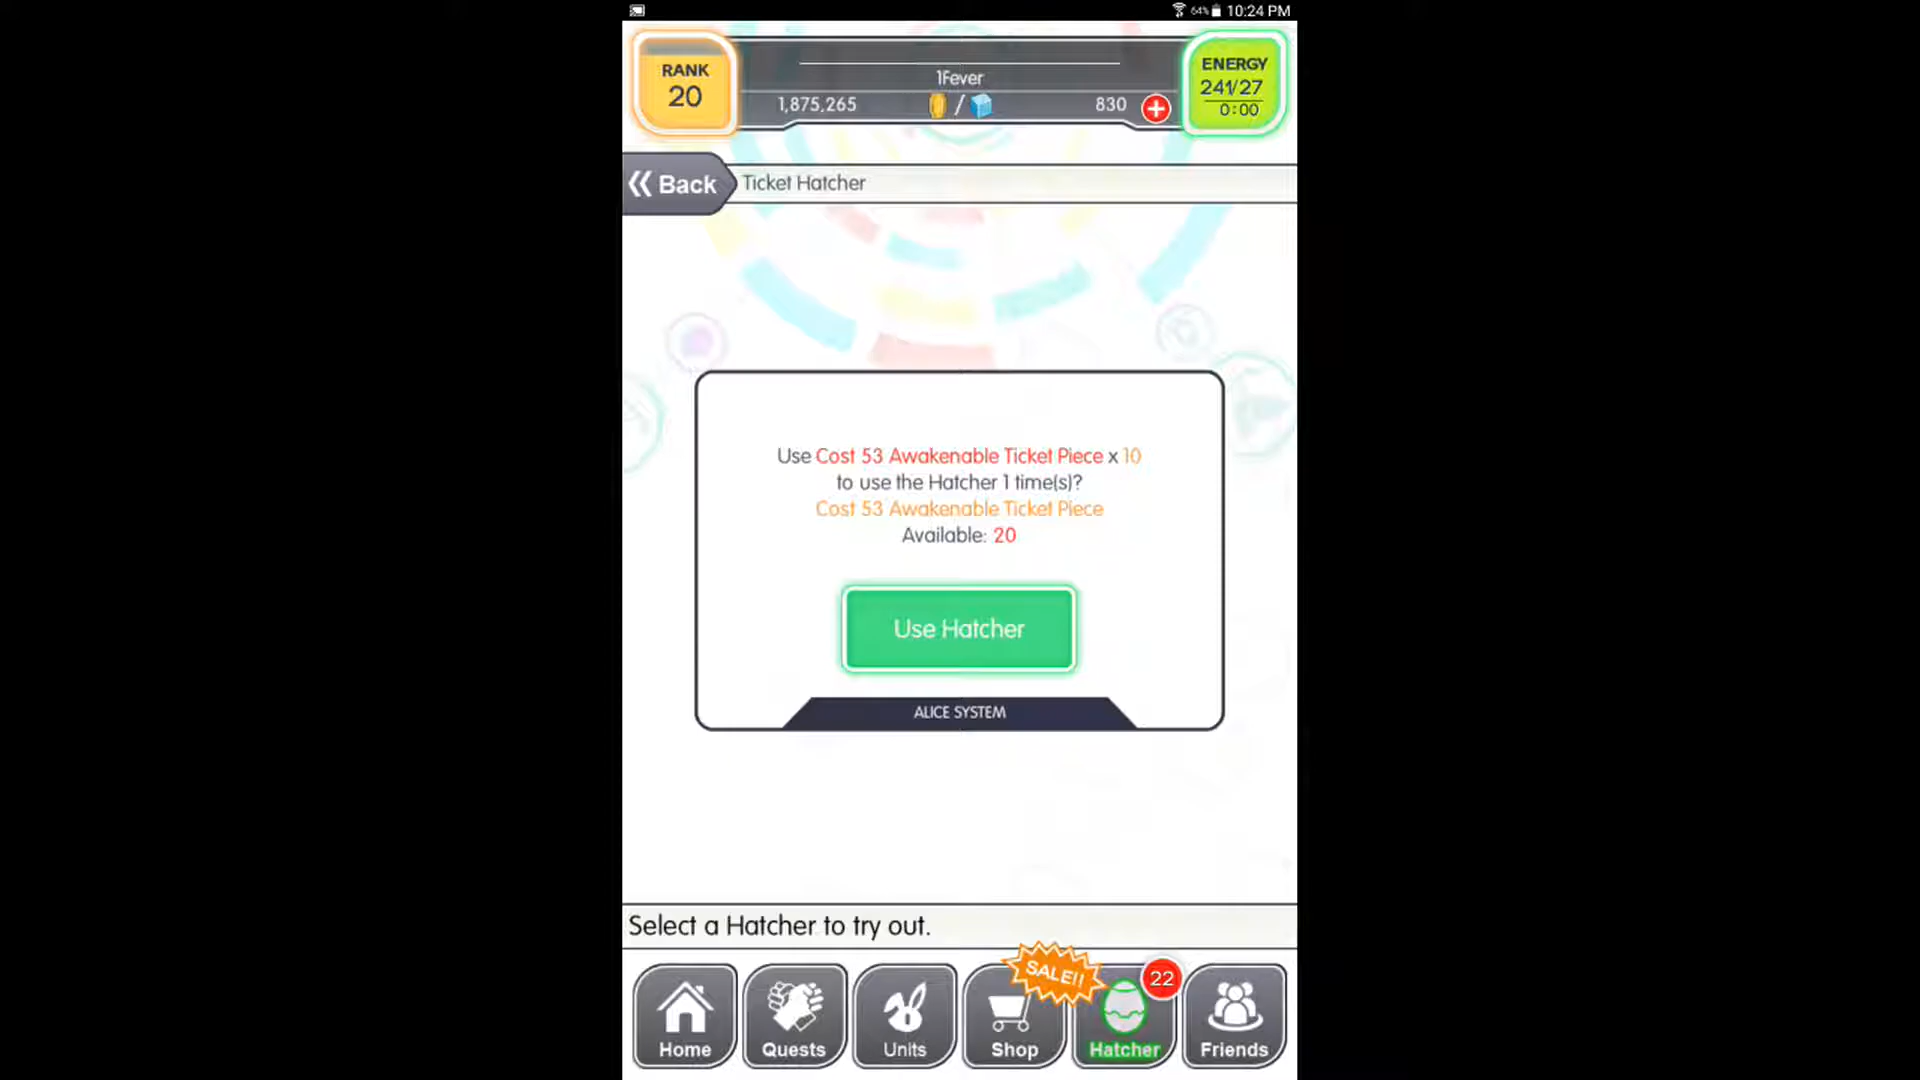 64% 10:24 PM
RANK
20
1Fever
1,875,265 / 830
ENERGY
241/27
0:00
Back
Ticket Hatcher
Use Cost 53 Awakenable Ticket Piece x 10
to use the Hatcher 1 time(s)?
Cost 53 Awakenable Ticket Piece
Available: 20
Use Hatcher
ALICE SYSTEM
Select a Hatcher to try out.
SALE!!
22
Home
Quests
Units
Shop
Hatcher
Friends